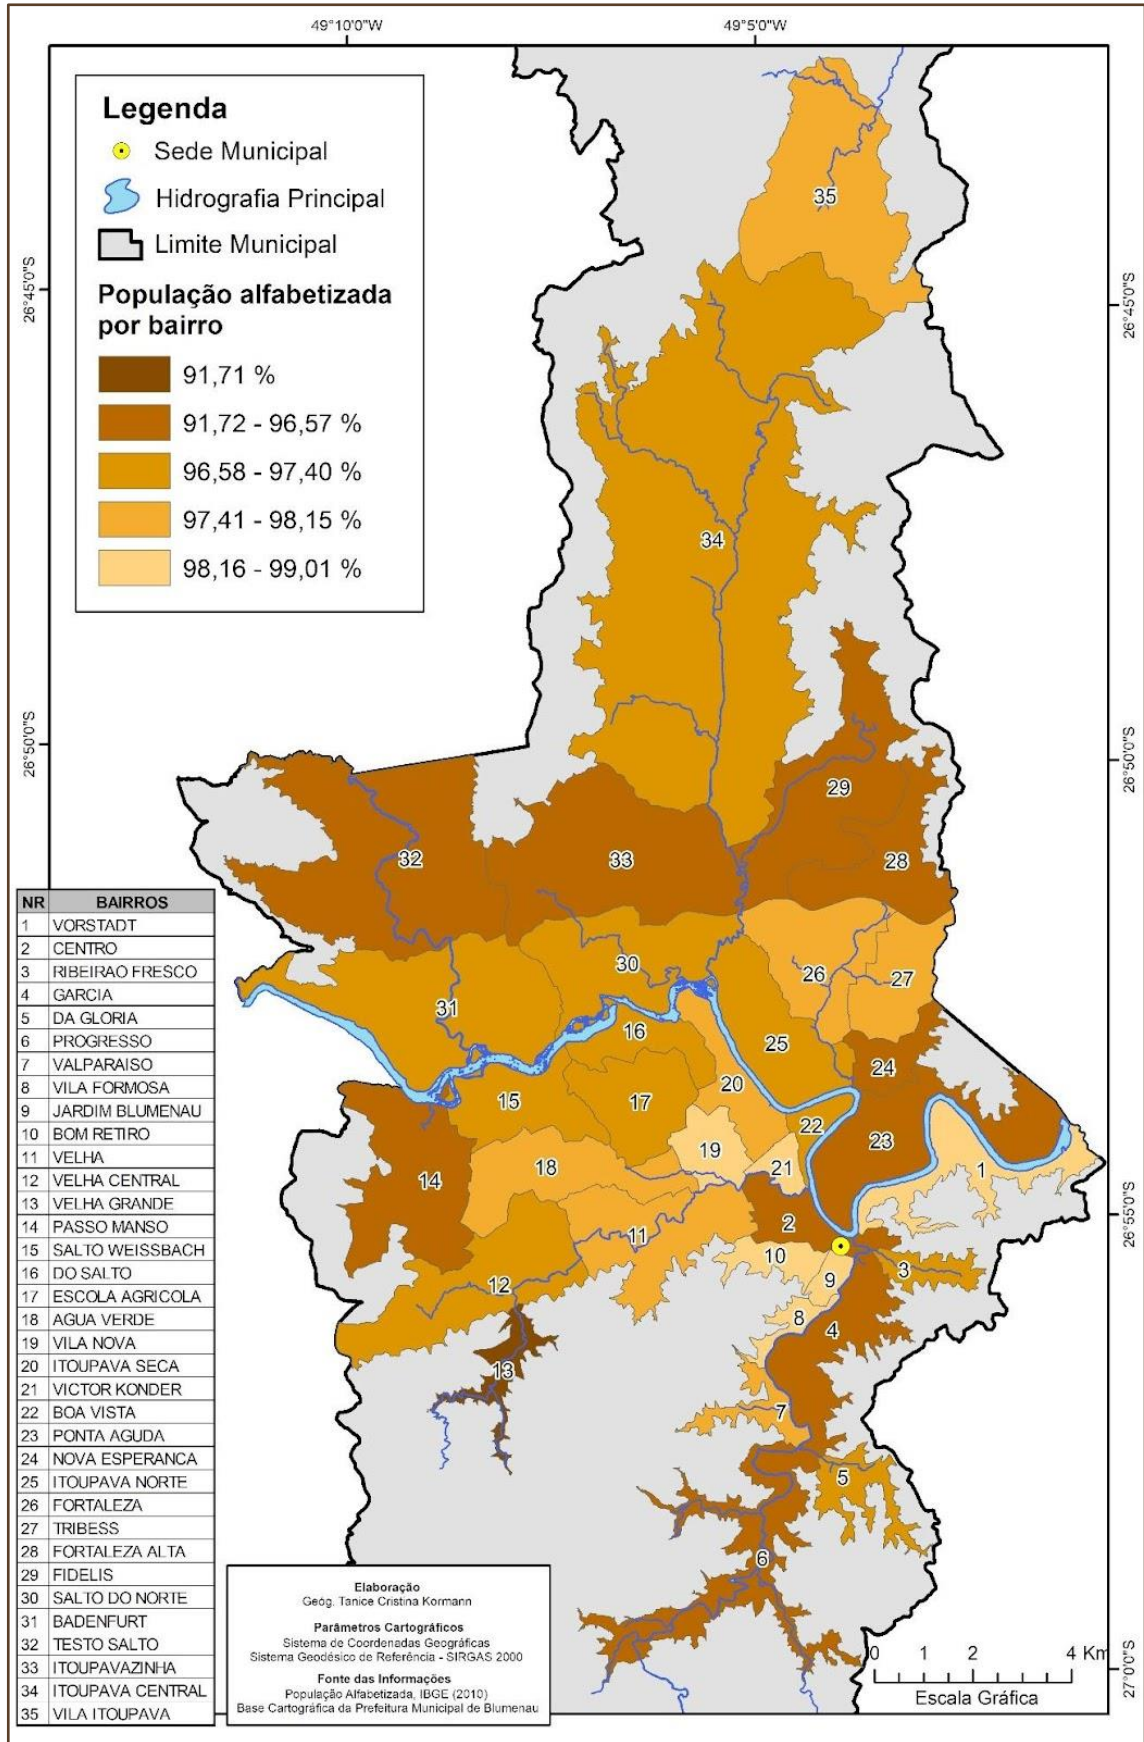 49°10'0"W
49°5'0"W
Legenda
Sede Municipal
Hidrografia Principal
Limite Municipal
População alfabetizada
por bairro
91,71 %
91,72 - 96,57 %
96,58 - 97,40 %
97,41 - 98,15 %
98,16 - 99,01 %
26°45'0"S
26°45'0"S
26°50'0"S
26°50'0"S
26°55'0"S
27°0'0"S
35
34
29
28
32
33
30
31
26
27
16
25
24
15
17
20
22
23
19
21
18
14
1
11
2
10
3
9
12
8
4
13
7
5
6
NR BAIRROS
1 VORSTADT
2 CENTRO
3 RIBEIRAO FRESCO
4 GARCIA
5 DA GLORIA
6 PROGRESSO
7 VALPARAISO
8 VILA FORMOSA
9 JARDIM BLUMENAU
10 BOM RETIRO
11 VELHA
12 VELHA CENTRAL
13 VELHA GRANDE
14 PASSO MANSO
15 SALTO WEISSBACH
16 DO SALTO
17 ESCOLA AGRICOLA
18 AGUA VERDE
19 VILA NOVA
20 ITOUPAVA SECA
21 VICTOR KONDER
22 BOA VISTA
23 PONTA AGUDA
24 NOVA ESPERANCA
25 ITOUPAVA NORTE
26 FORTALEZA
27 TRIBESS
28 FORTALEZA ALTA
29 FIDELIS
30 SALTO DO NORTE
31 BADENFURT
32 TESTO SALTO
33 ITOUPAVAZINHA
34 ITOUPAVA CENTRAL
35 VILA ITOUPAVA
Elaboração
Geóg. Tanice Cristina Kormann
Parâmetros Cartográficos
Sistema de Coordenadas Geográficas
Sistema Geodésico de Referência - SIRGAS 2000
Fonte das Informações
População Alfabetizada, IBGE (2010)
Base Cartográfica da Prefeitura Municipal de Blumenau
0 1 2 4 Km
Escala Gráfica